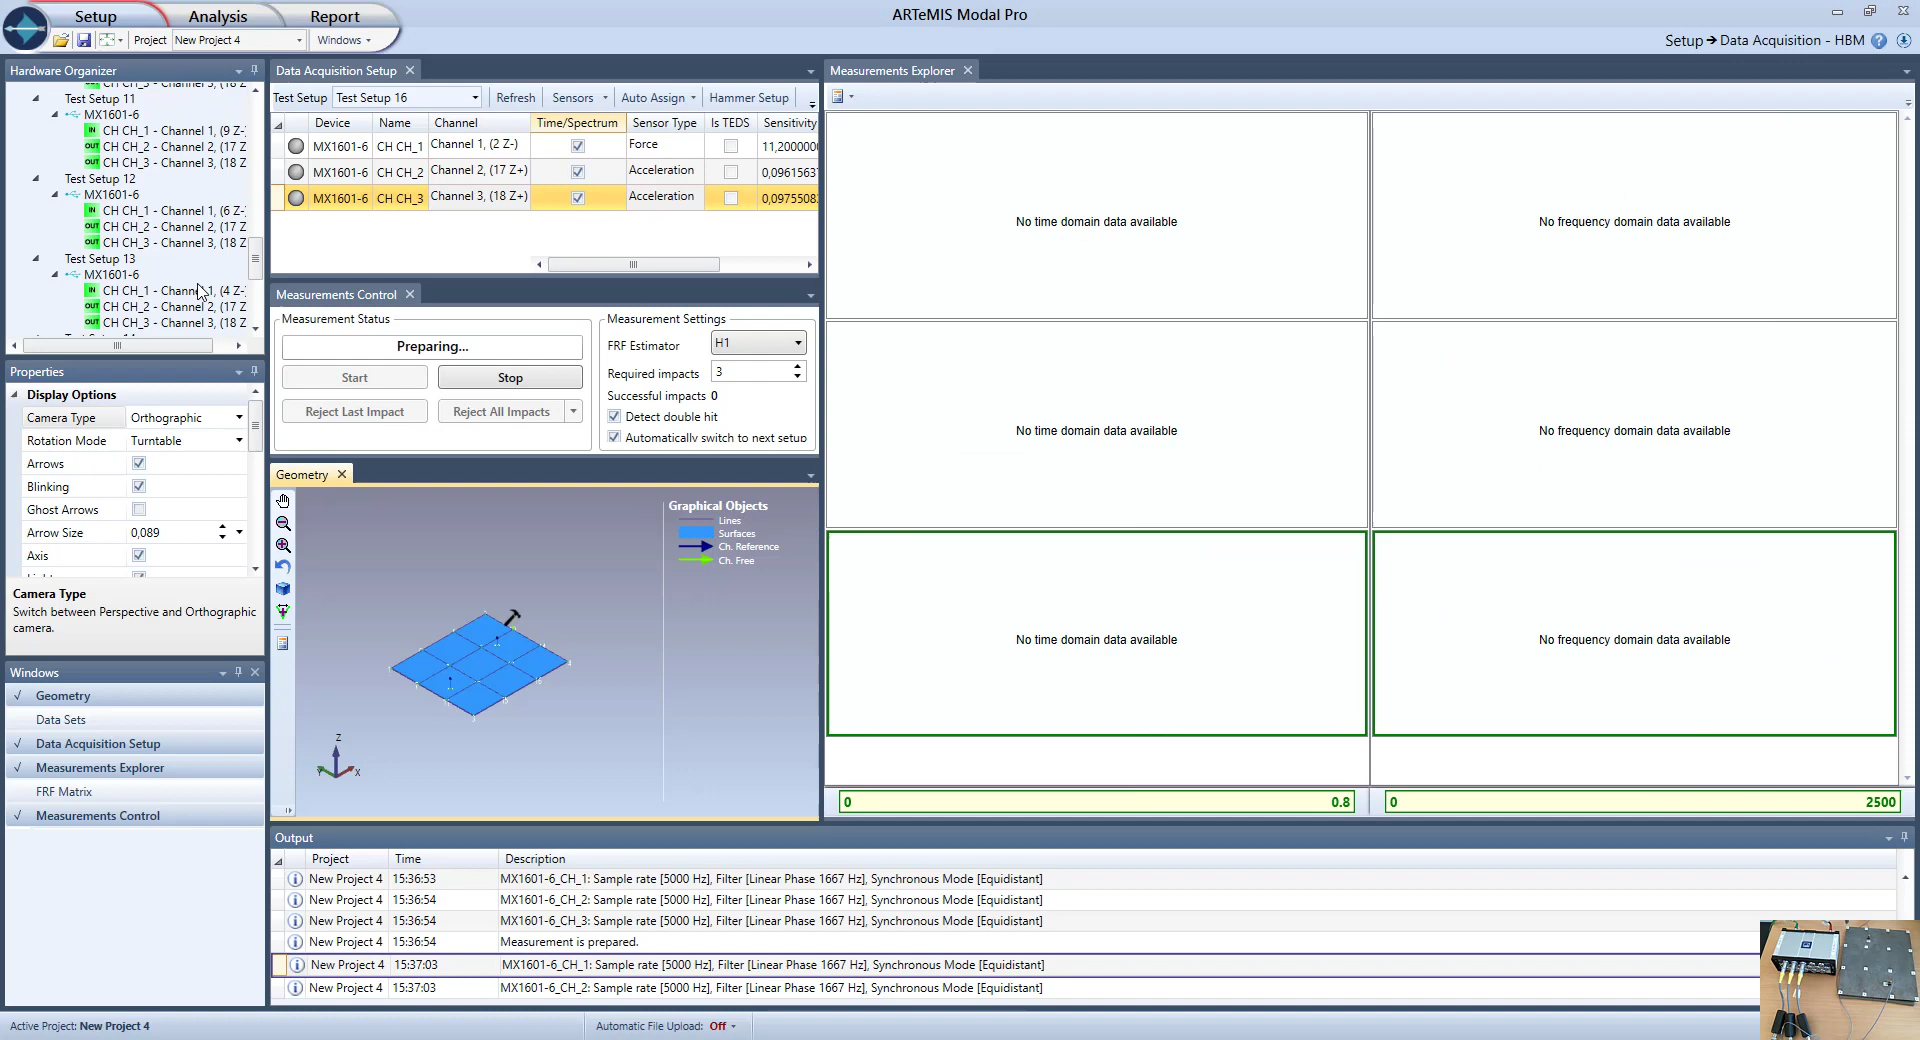 Setup
Analysis
Report
ARTeMIS Modal Pro
Project
New Project 4
Windows
Setup → Data Acquisition - HBM
Hardware Organizer
CH CH_3 - Channel 3, (18 Z
Test Setup 11
MX1601-6
IN CH CH_1 - Channel 1, (9 Z-
OUT CH CH_2 - Channel 2, (17 Z
OUT CH CH_3 - Channel 3, (18 Z
Test Setup 12
MX1601-6
IN CH CH_1 - Channel 1, (6 Z-
OUT CH CH_2 - Channel 2, (17 Z
OUT CH CH_3 - Channel 3, (18 Z
Test Setup 13
MX1601-6
IN CH CH_1 - Channel 1, (4 Z-
OUT CH CH_2 - Channel 2, (17 Z
OUT CH CH_3 - Channel 3, (18 Z
Properties
Display Options
Camera Type Orthographic
Rotation Mode Turntable
Arrows
Blinking
Ghost Arrows
Arrow Size 0,089
Axis
Camera Type
Switch between Perspective and Orthographic
camera.
Windows
✓ Geometry
Data Sets
✓ Data Acquisition Setup
✓ Measurements Explorer
FRF Matrix
✓ Measurements Control
Data Acquisition Setup
Test Setup Test Setup 16 Refresh Sensors Auto Assign Hammer Setup
Device Name Channel Time/Spectrum Sensor Type Is TEDS Sensitivity
MX1601-6 CH CH_1 Channel 1, (2 Z-) Force 11,2000000
MX1601-6 CH CH_2 Channel 2, (17 Z+) Acceleration 0,0961563
MX1601-6 CH CH_3 Channel 3, (18 Z+) Acceleration 0,0975508
Measurements Control
Measurement Status
Preparing...
Start
Stop
Reject Last Impact
Reject All Impacts
Measurement Settings
FRF Estimator H1
Required impacts 3
Successful impacts 0
Detect double hit
Automatically switch to next setup
Geometry
Graphical Objects
Lines
Surfaces
Ch. Reference
Ch. Free
Z
Y
X
Measurements Explorer
No time domain data available
No frequency domain data available
No time domain data available
No frequency domain data available
No time domain data available
No frequency domain data available
0 0.8
0 2500
Output
Project Time Description
New Project 4 15:36:53 MX1601-6_CH_1: Sample rate [5000 Hz], Filter [Linear Phase 1667 Hz], Synchronous Mode [Equidistant]
New Project 4 15:36:54 MX1601-6_CH_2: Sample rate [5000 Hz], Filter [Linear Phase 1667 Hz], Synchronous Mode [Equidistant]
New Project 4 15:36:54 MX1601-6_CH_3: Sample rate [5000 Hz], Filter [Linear Phase 1667 Hz], Synchronous Mode [Equidistant]
New Project 4 15:36:54 Measurement is prepared.
New Project 4 15:37:03 MX1601-6_CH_1: Sample rate [5000 Hz], Filter [Linear Phase 1667 Hz], Synchronous Mode [Equidistant]
New Project 4 15:37:03 MX1601-6_CH_2: Sample rate [5000 Hz], Filter [Linear Phase 1667 Hz], Synchronous Mode [Equidistant]
Active Project: New Project 4
Automatic File Upload: Off